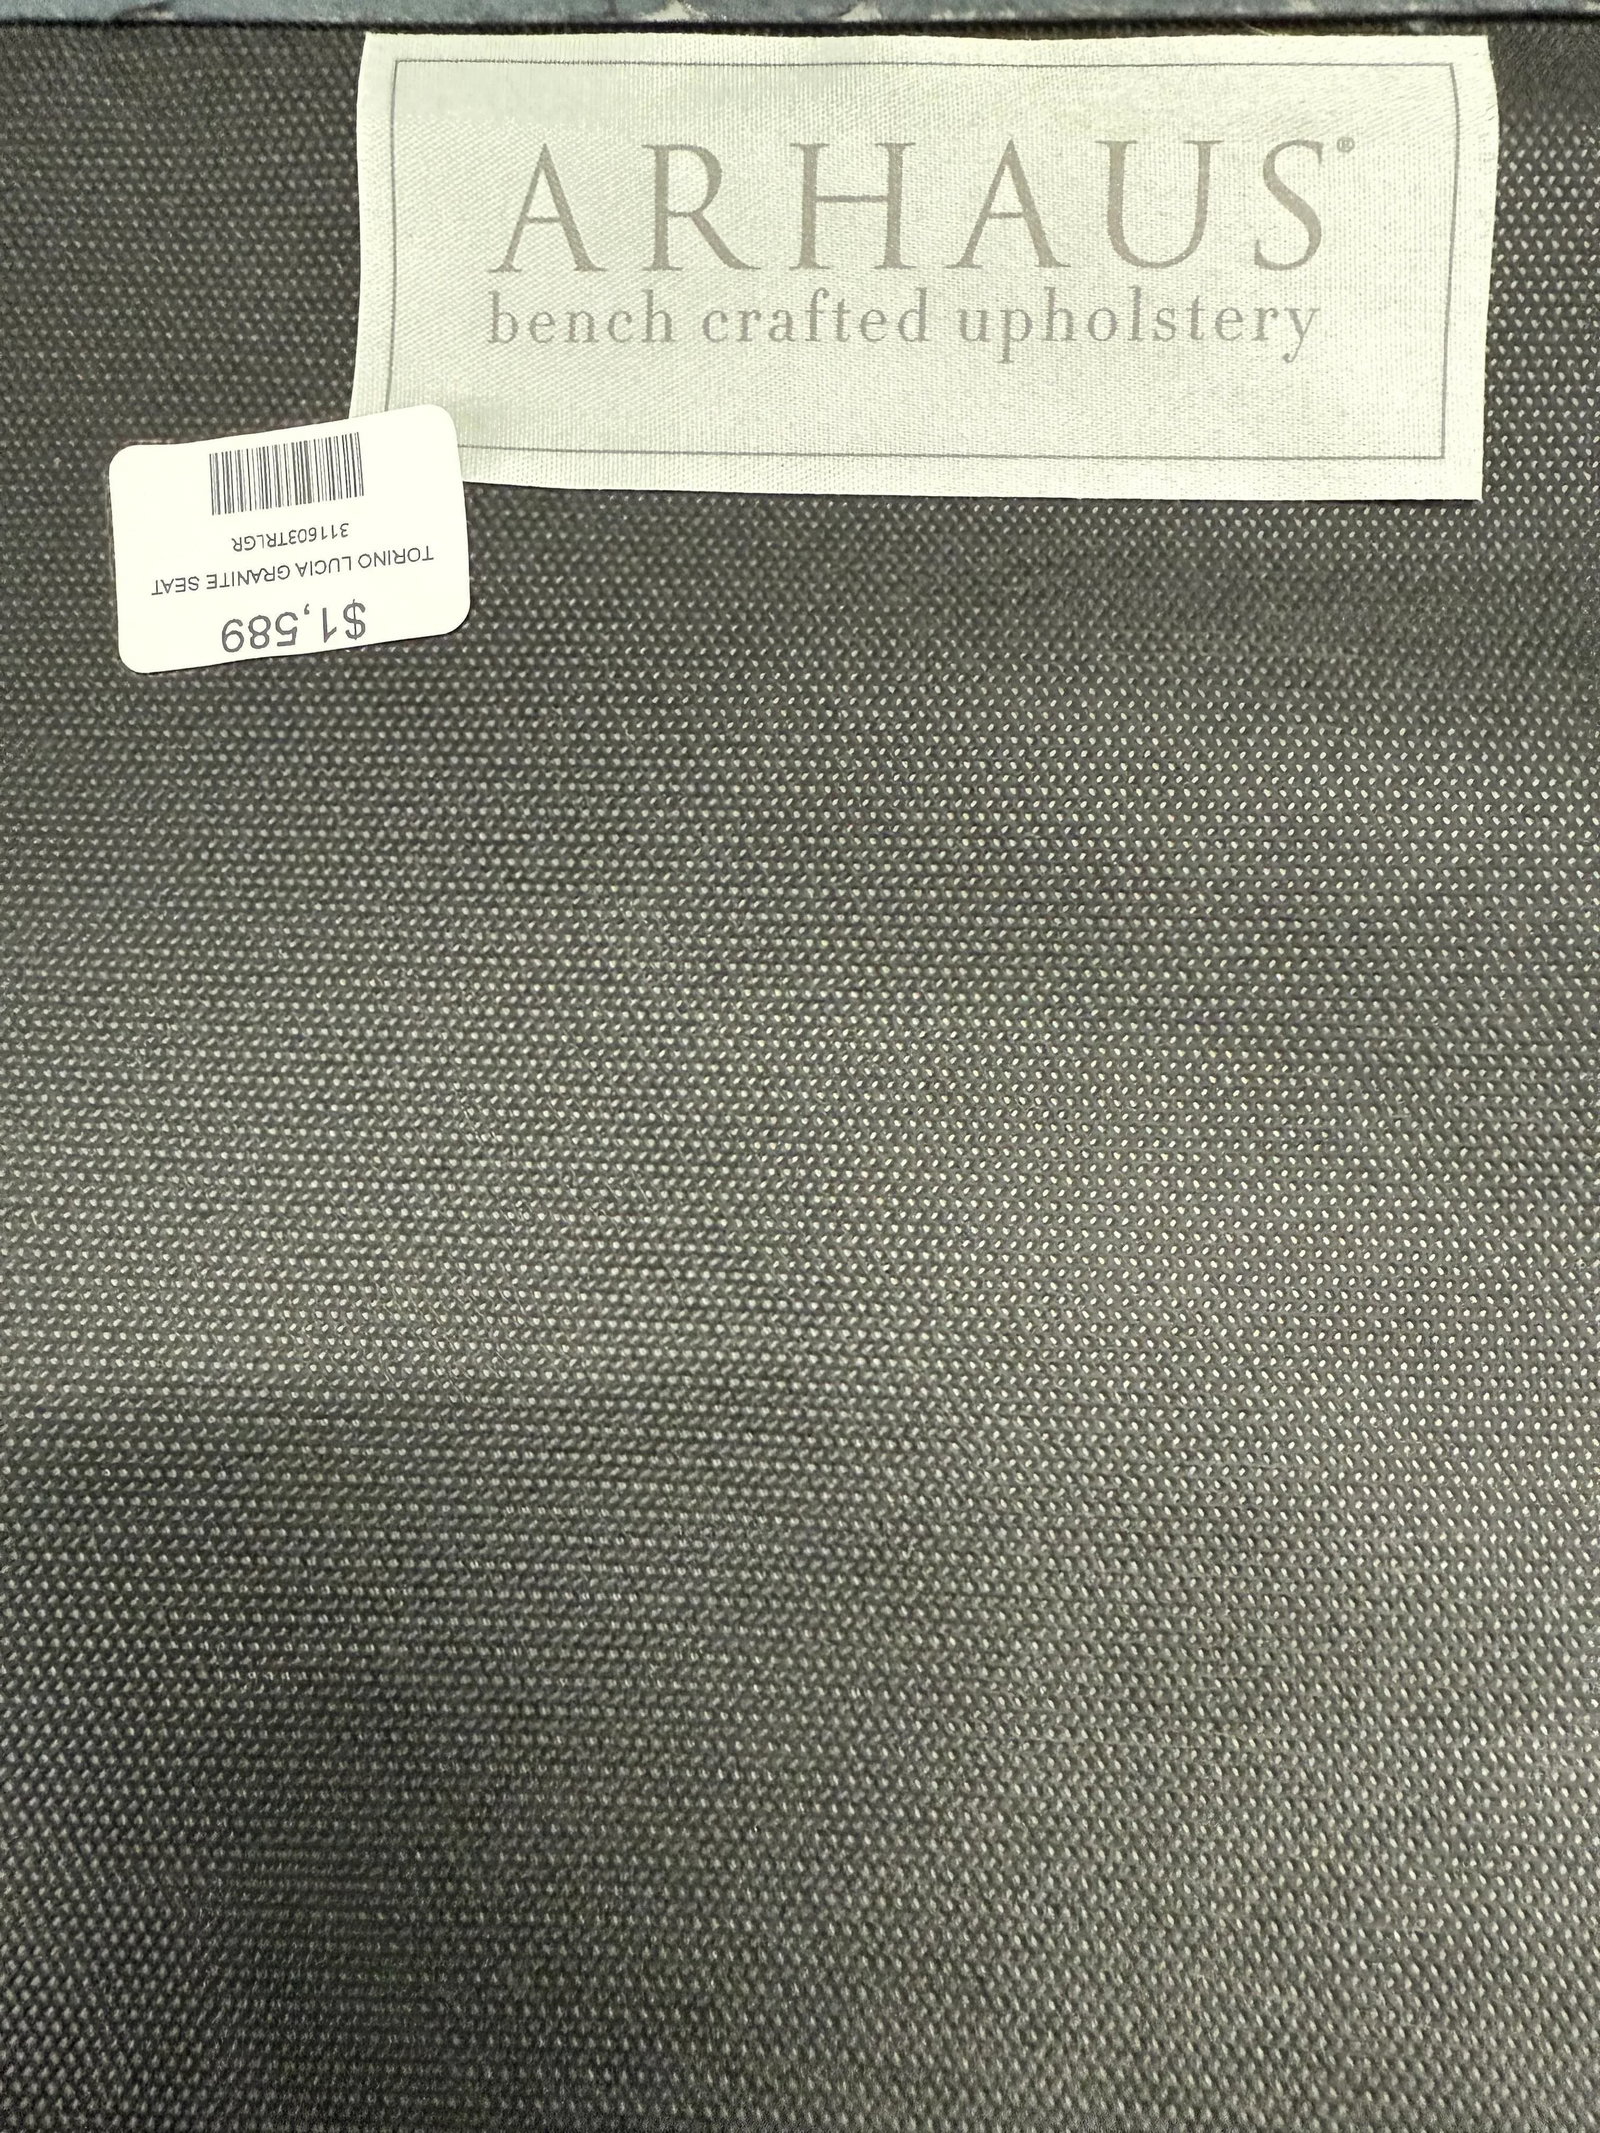 ARHAUS®
bench crafted upholstery
$1,589
TORINO LUCIA GRANITE SEAT
311603TRLGR